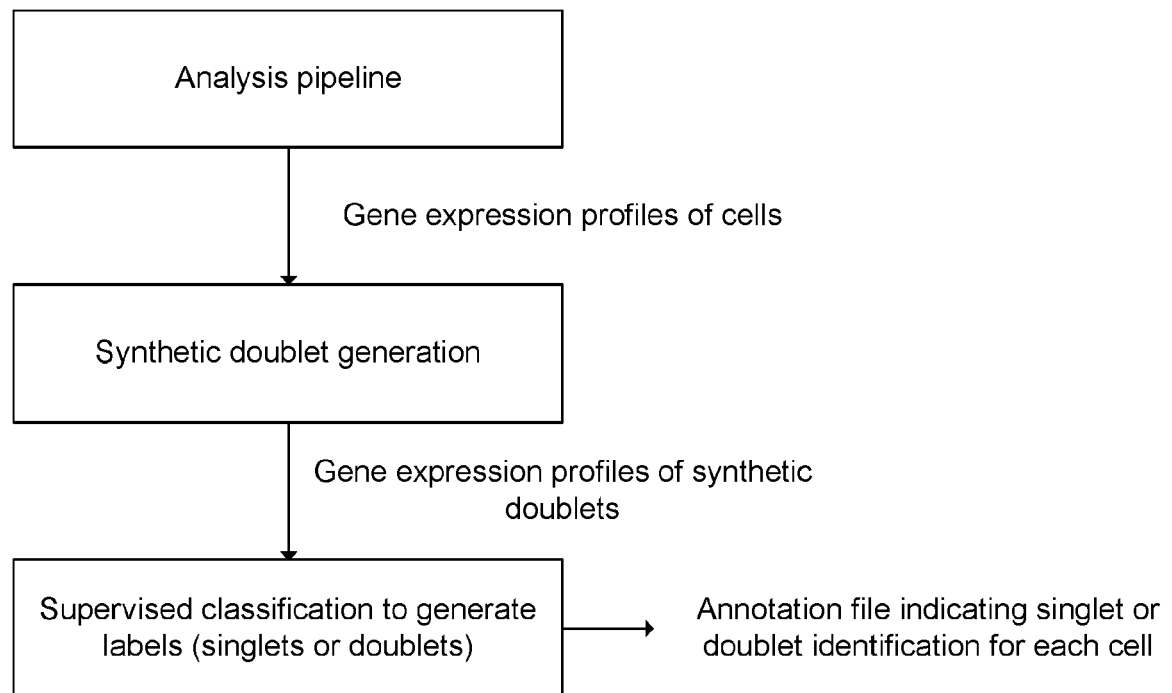 Analysis pipeline
Gene expression profiles of cells
Synthetic doublet generation
Gene expression profiles of synthetic
doublets
Supervised classification to generate
labels (singlets or doublets)
Annotation file indicating singlet or
doublet identification for each cell